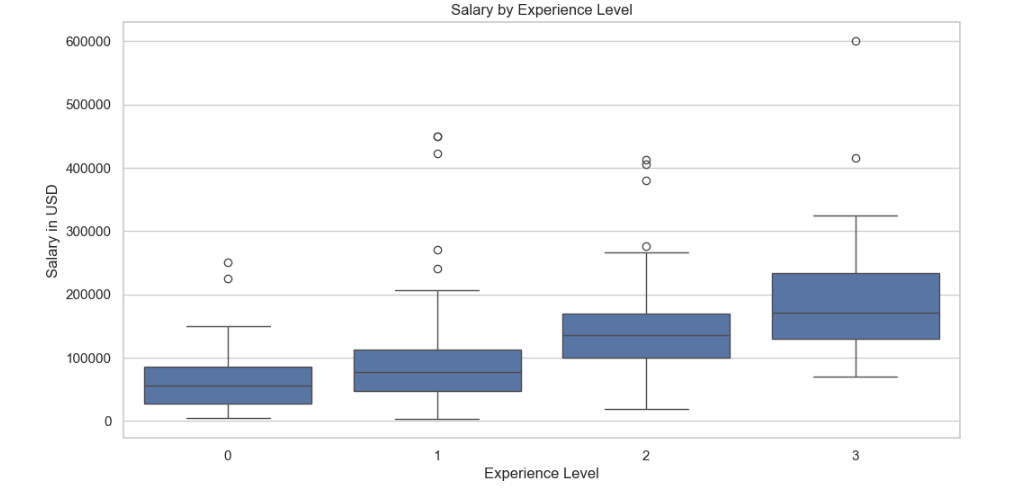 Salary by Experience Level
600000
500000
400000
300000
200000
100000
0
Salary in USD
0 1 2 3
Experience Level